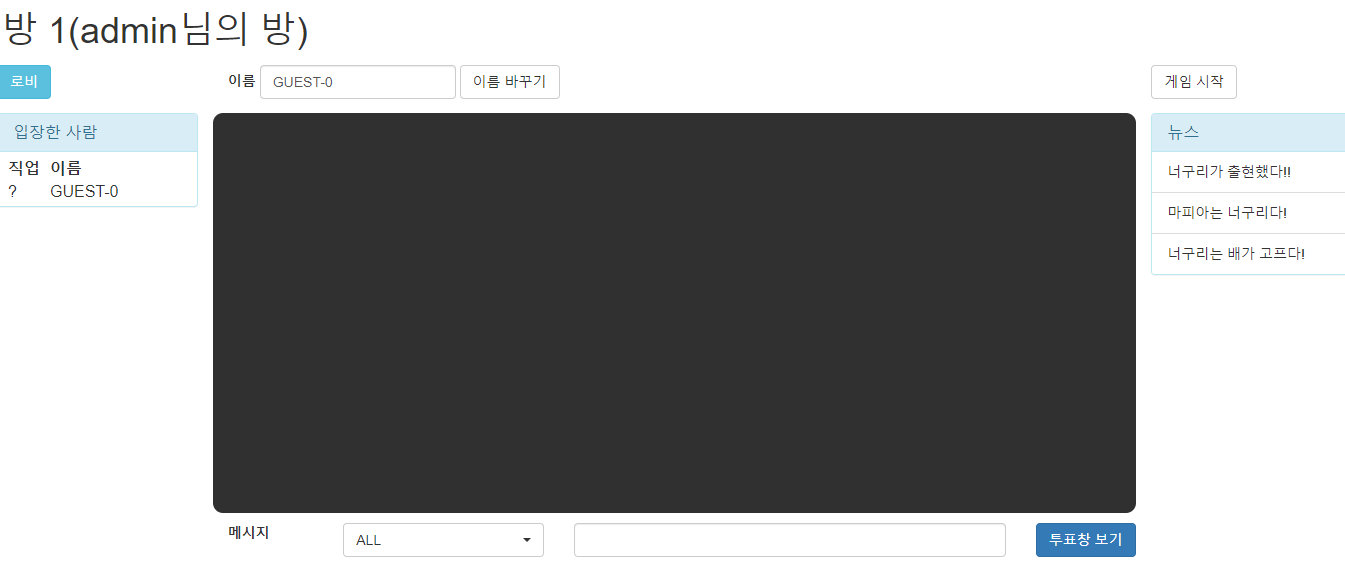 방 1(admin님의 방)
로비
이름 GUEST-0 이름 바꾸기
게임 시작
입장한 사람
직업 이름
? GUEST-0
뉴스
너구리가 출현했다!!
마피아는 너구리다!
너구리는 배가 고프다!
메시지 ALL 투표창 보기